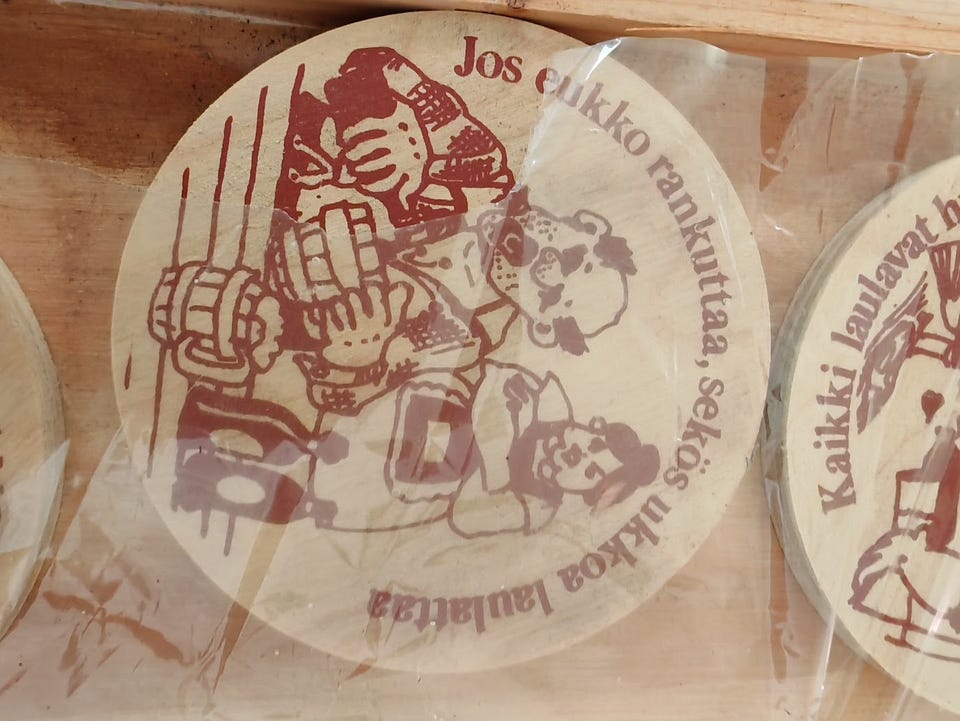 Jos eukko rankuttaa, sekös ukkoa laulattaa
Kaikki laulavat